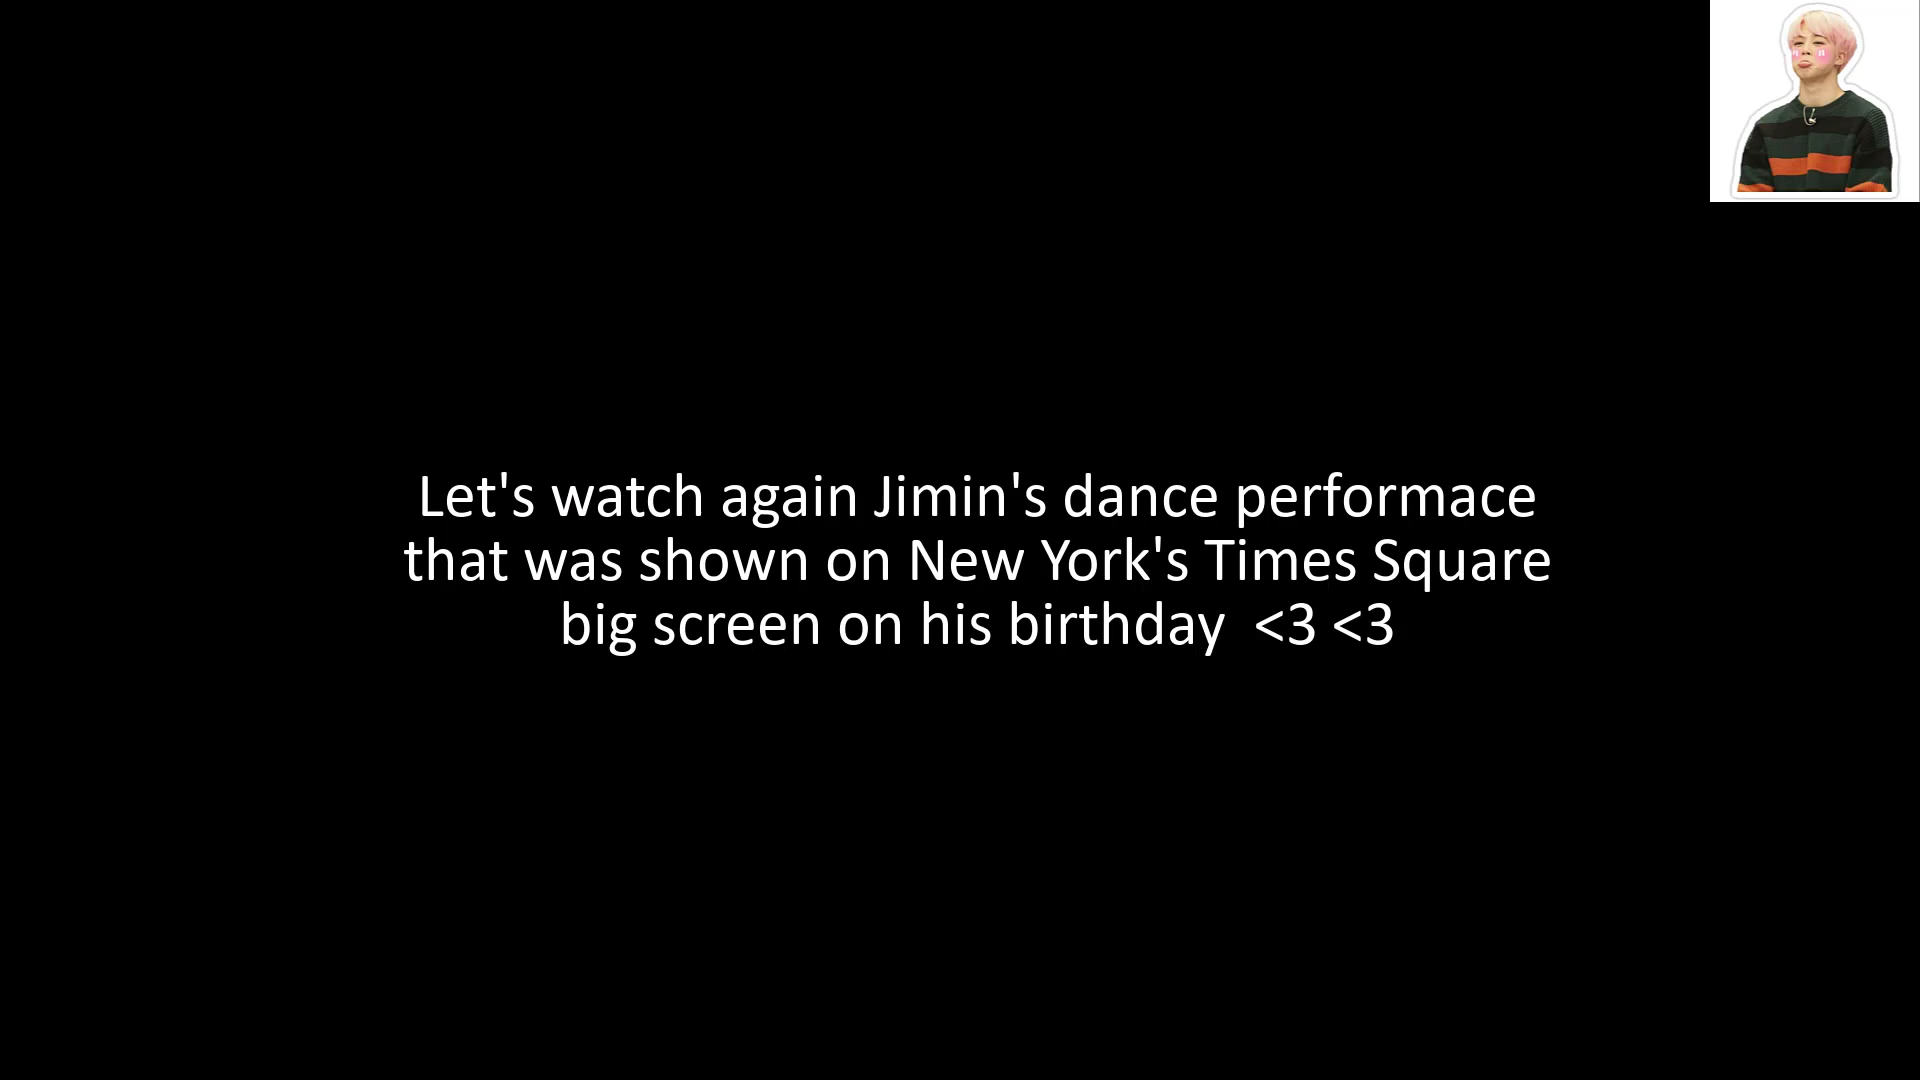 Let's watch again Jimin's dance performace
that was shown on New York's Times Square
big screen on his birthday  <3 <3